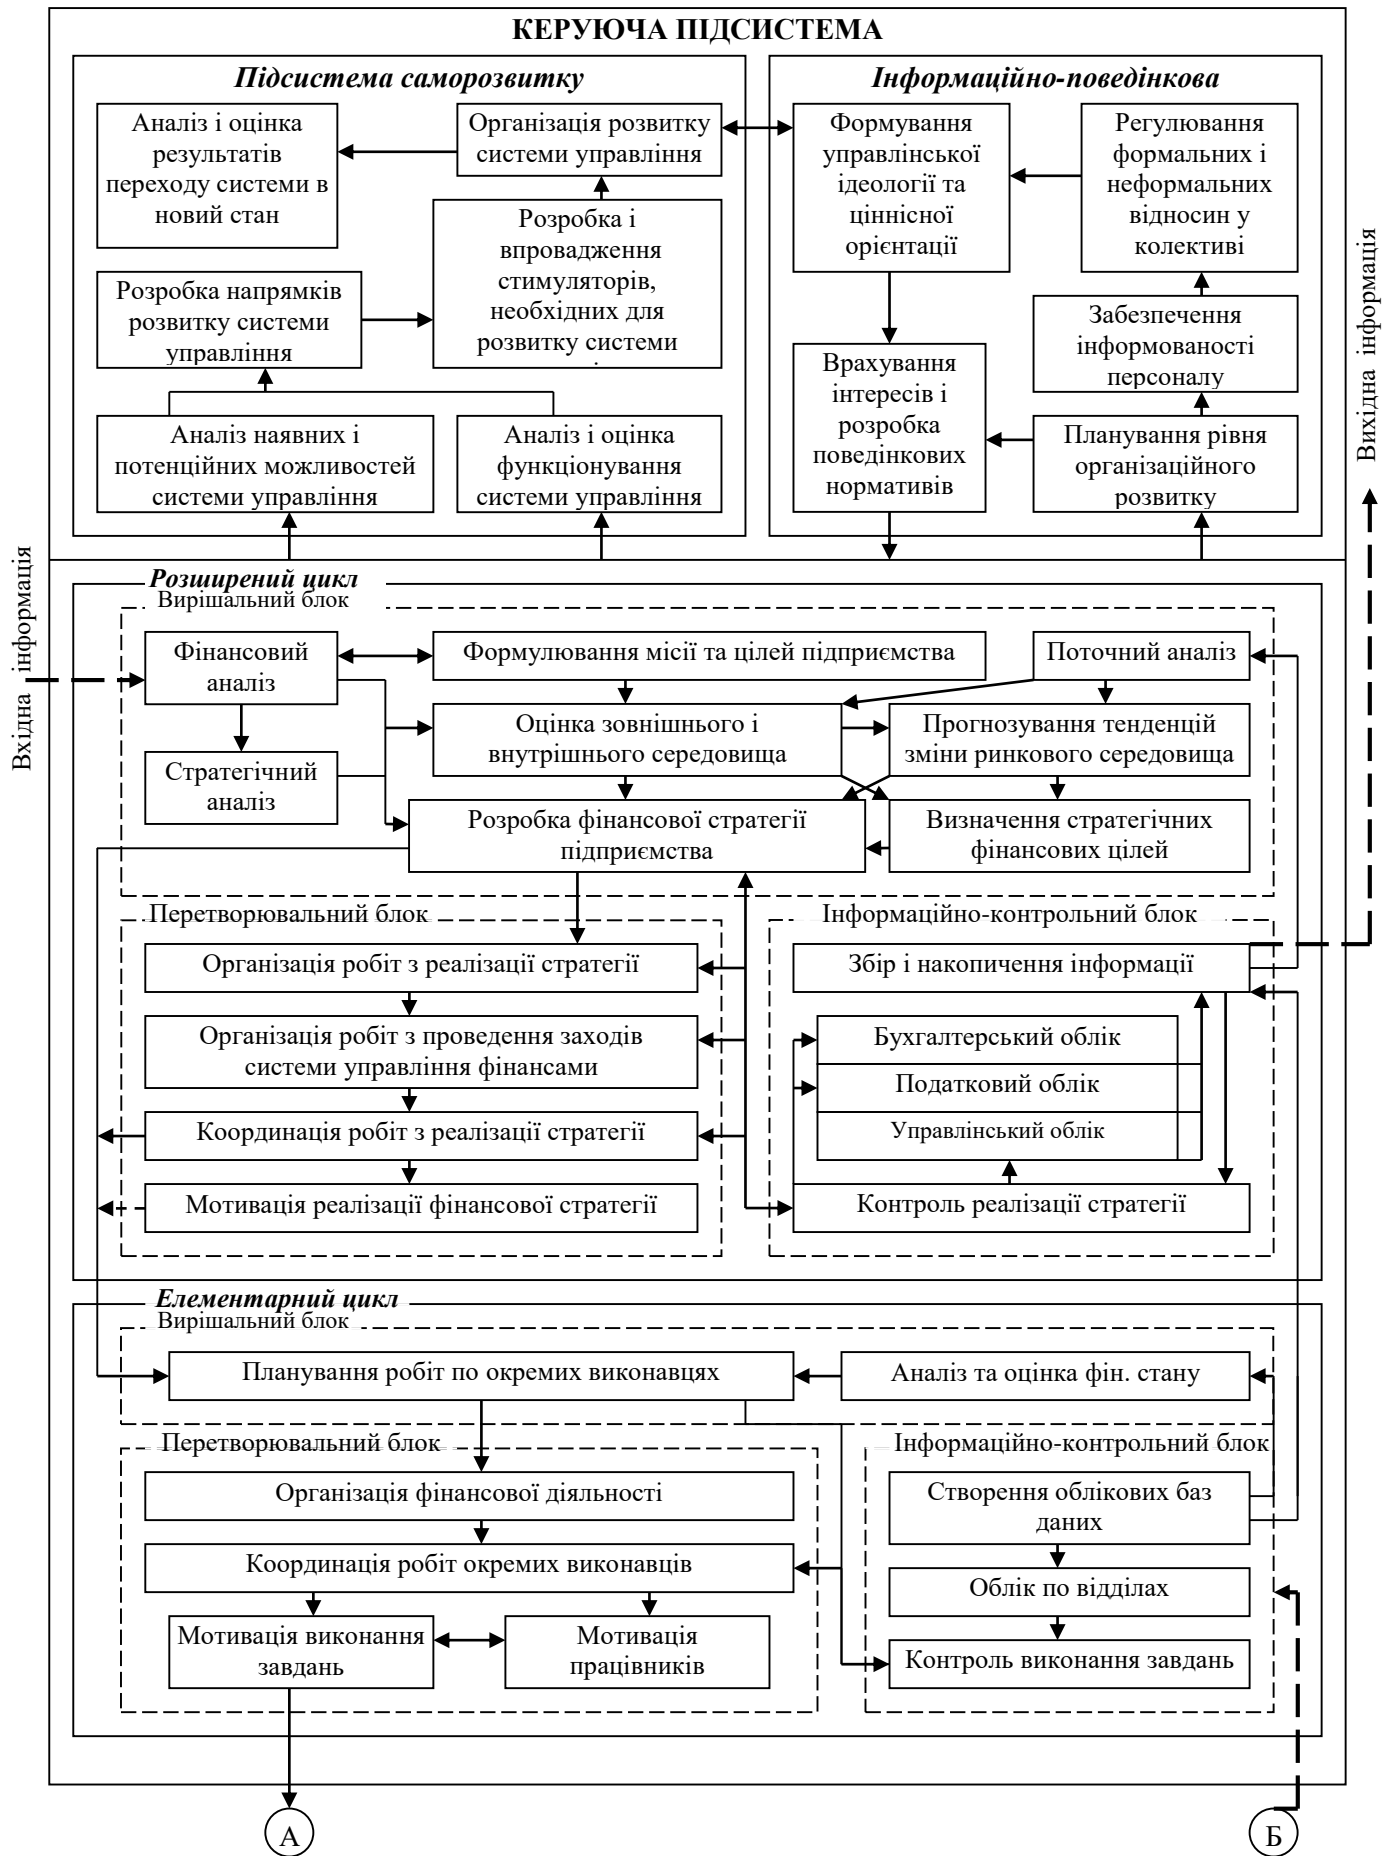 КЕРУЮЧА ПІДСИСТЕМА
Підсистема саморозвитку
Аналіз і оцінка
результатів
переходу системи в
новий стан
Організація розвитку
системи управління
Розробка і
впровадження
стимуляторів,
необхідних для
розвитку системи
Розробка напрямків
розвитку системи
управління
Аналіз наявних і
потенційних можливостей
системи управління
Аналіз і оцінка
функціонування
системи управління
Інформаційно-поведінкова
Формування
управлінської
ідеології та
ціннісної
орієнтації
Регулювання
формальних і
неформальних
відносин у
колективі
Забезпечення
інформованості
персоналу
Врахування
інтересів і
розробка
поведінкових
нормативів
Планування рівня
організаційного
розвитку
Вихідна інформація
Вхідна інформація
Розширений цикл
Вирішальний блок
Фінансовий
аналіз
Формулювання місії та цілей підприємства
Поточний аналіз
Оцінка зовнішнього і
внутрішнього середовища
Прогнозування тенденцій
зміни ринкового середовища
Стратегічний
аналіз
Розробка фінансової стратегії
підприємства
Визначення стратегічних
фінансових цілей
Перетворювальний блок
Організація робіт з реалізації стратегії
Організація робіт з проведення заходів
системи управління фінансами
Координація робіт з реалізації стратегії
Мотивація реалізації фінансової стратегії
Інформаційно-контрольний блок
Збір і накопичення інформації
Бухгалтерський облік
Податковий облік
Управлінський облік
Контроль реалізації стратегії
Елементарний цикл
Вирішальний блок
Планування робіт по окремих виконавцях
Аналіз та оцінка фін. стану
Перетворювальний блок
Організація фінансової діяльності
Координація робіт окремих виконавців
Мотивація виконання
завдань
Мотивація
працівників
Інформаційно-контрольний блок
Створення облікових баз
даних
Облік по відділах
Контроль виконання завдань
А
Б